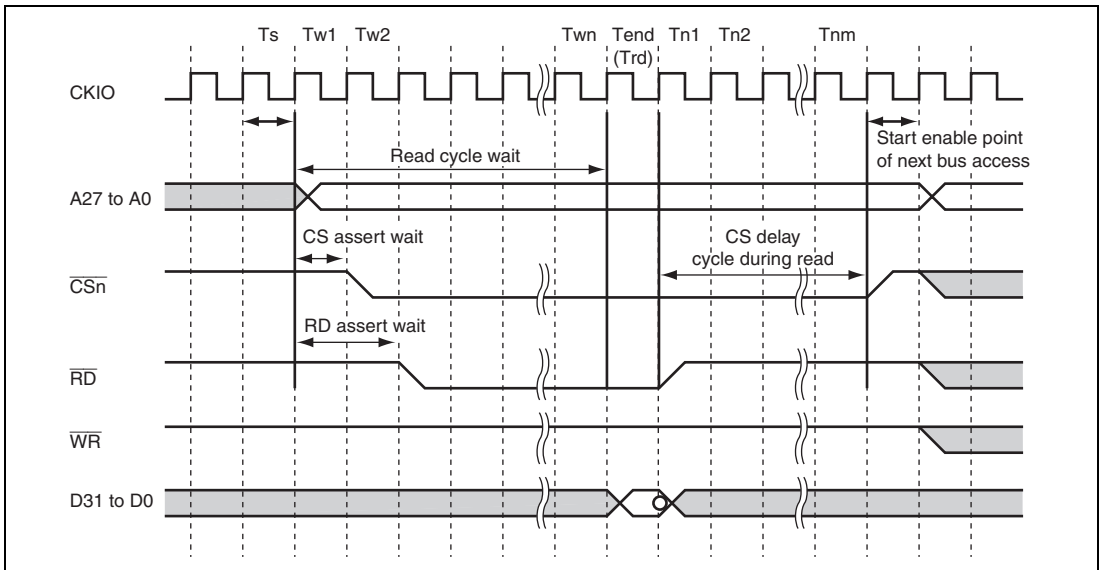 Ts Tw1 Tw2 Twn Tend Tn1 Tn2 Tnm
(Trd)
CKIO
Start enable point
of next bus access
Read cycle wait
A27 to A0
CS assert wait
CS delay
cycle during read
CSn
RD assert wait
RD
WR
D31 to D0